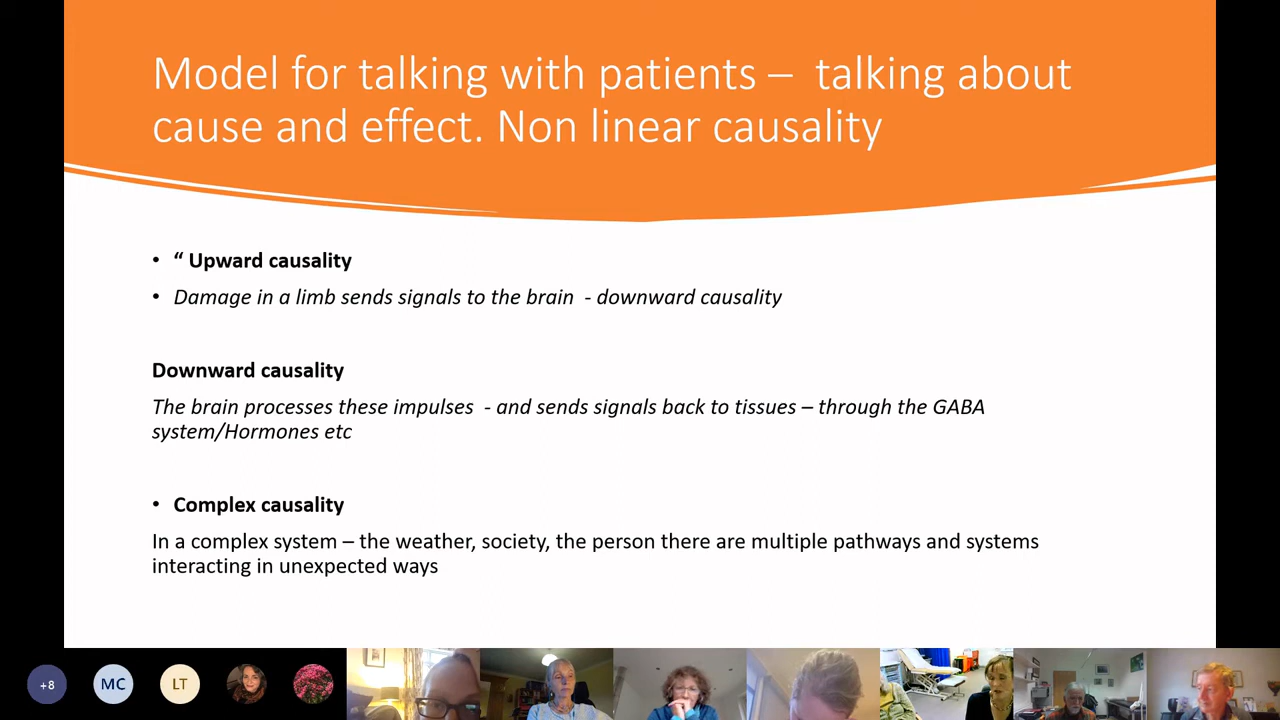 Model for talking with patients – talking about
cause and effect. Non linear causality
• “ Upward causality
• Damage in a limb sends signals to the brain - downward causality
Downward causality
The brain processes these impulses - and sends signals back to tissues – through the GABA
system/Hormones etc
• Complex causality
In a complex system – the weather, society, the person there are multiple pathways and systems
interacting in unexpected ways
+8
MC
LT